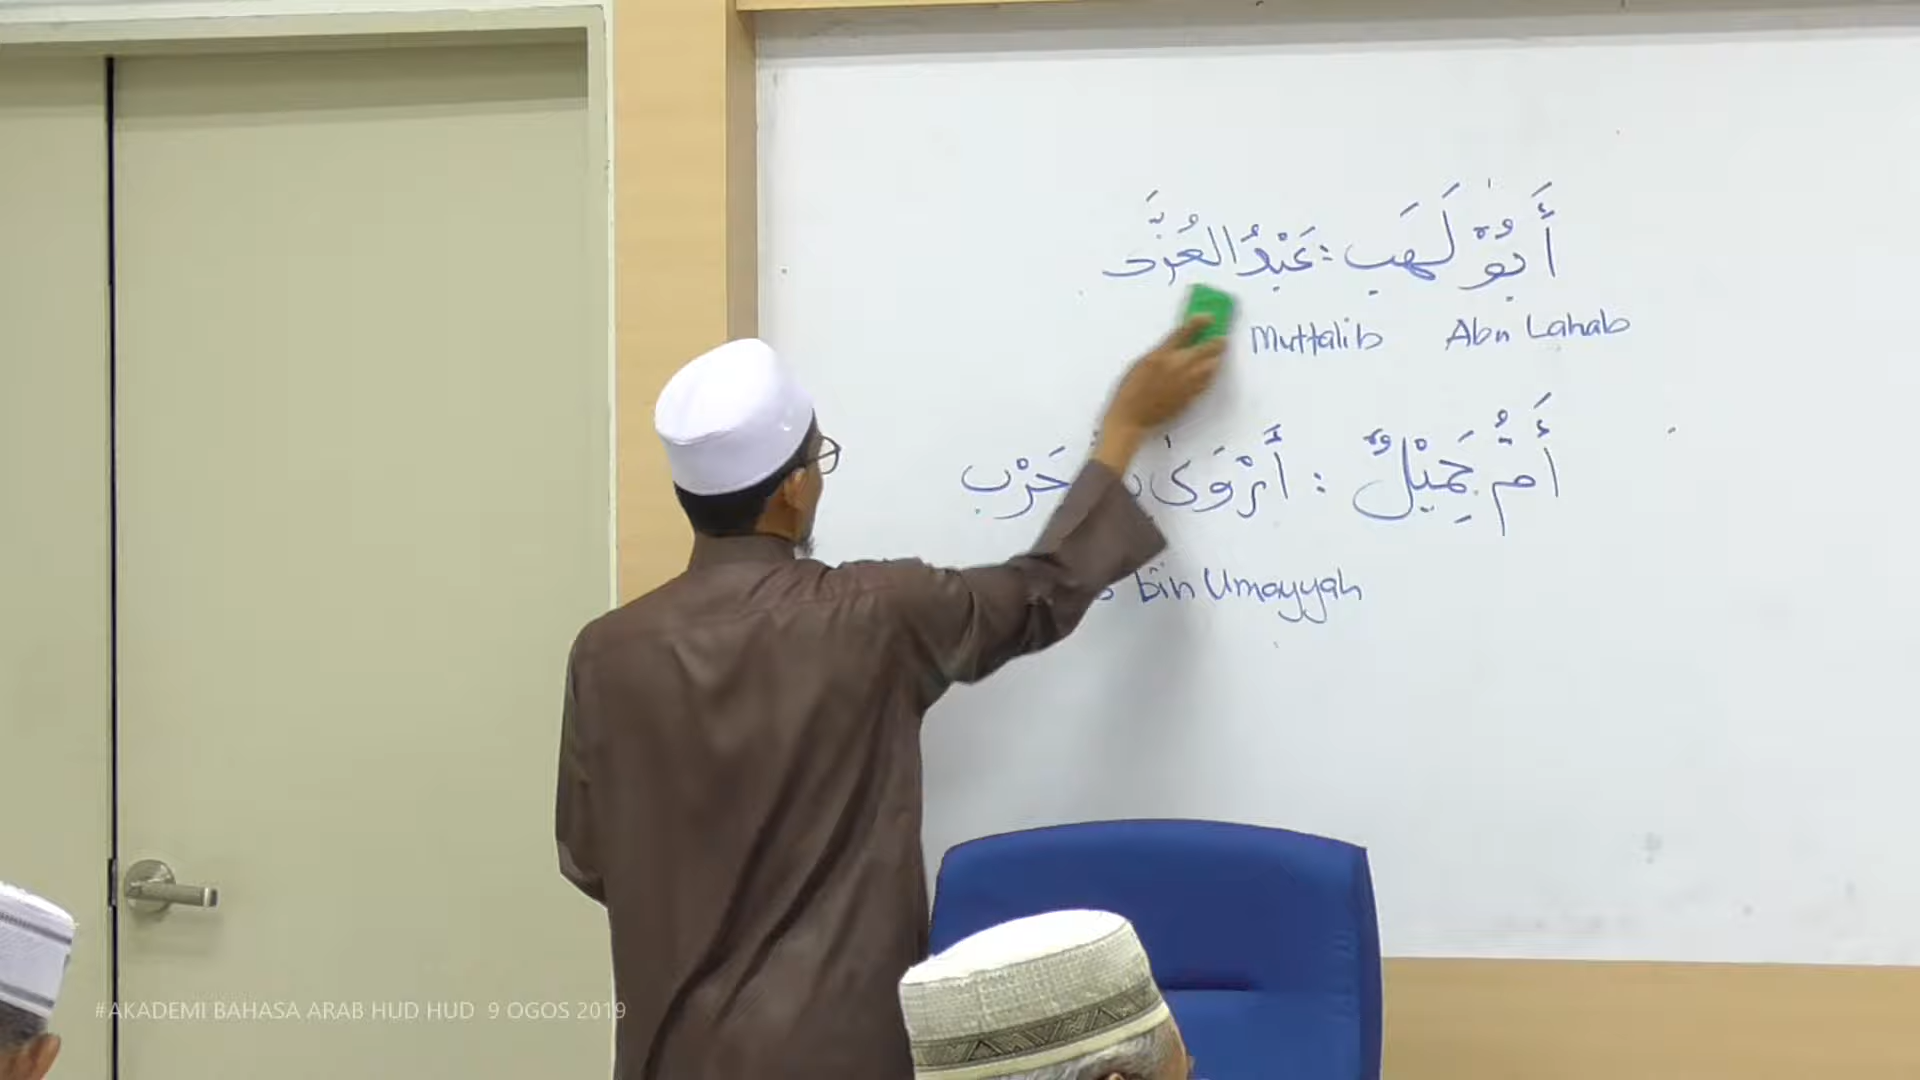 أَبُوْ لَهَب : عَبْدُ العُزَّى
Muttalib Abu Lahab
أُمُّ جَمِيْلٌ : أَرْوَىٰ حَرْب
bin Umayyah
#AKADEMI BAHASA ARAB HUD HUD 9 OGOS 2019